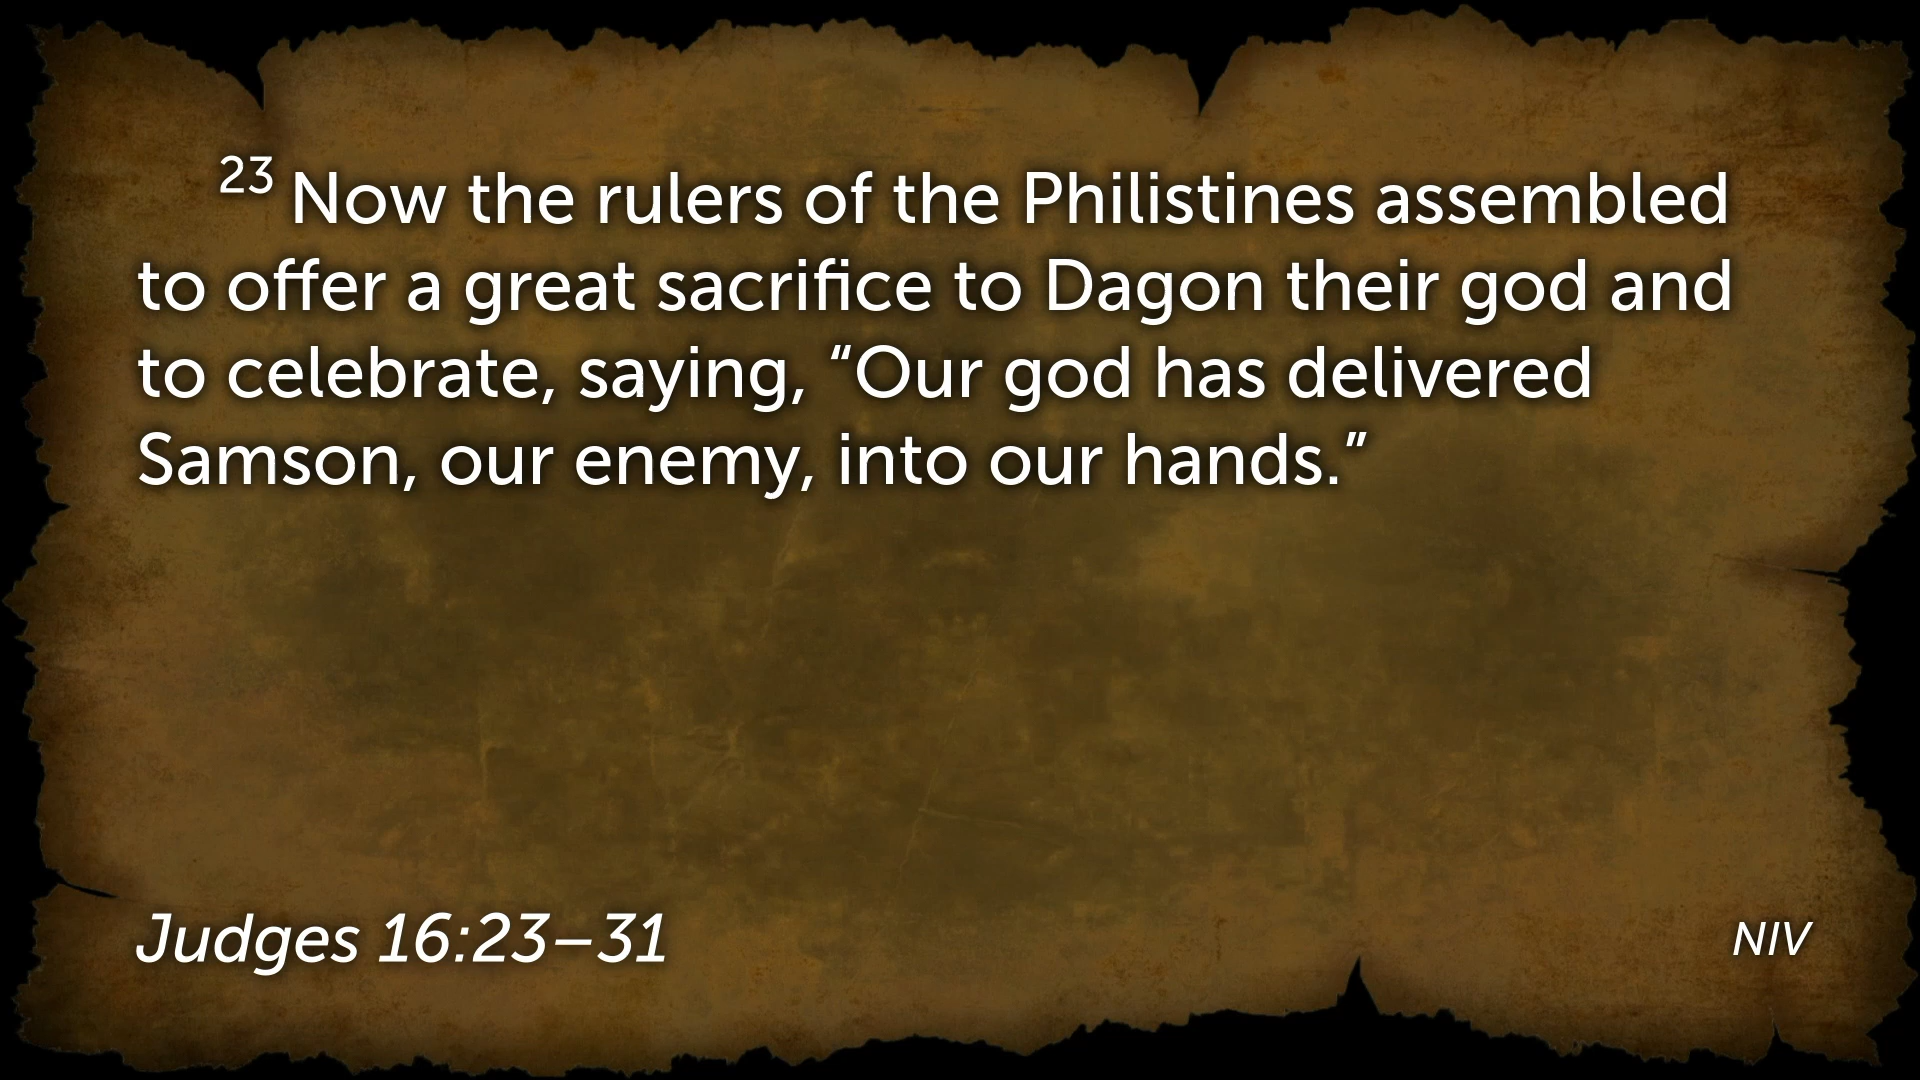 23 Now the rulers of the Philistines assembled
to offer a great sacrifice to Dagon their god and
to celebrate, saying, “Our god has delivered
Samson, our enemy, into our hands.”
Judges 16:23–31
NIV